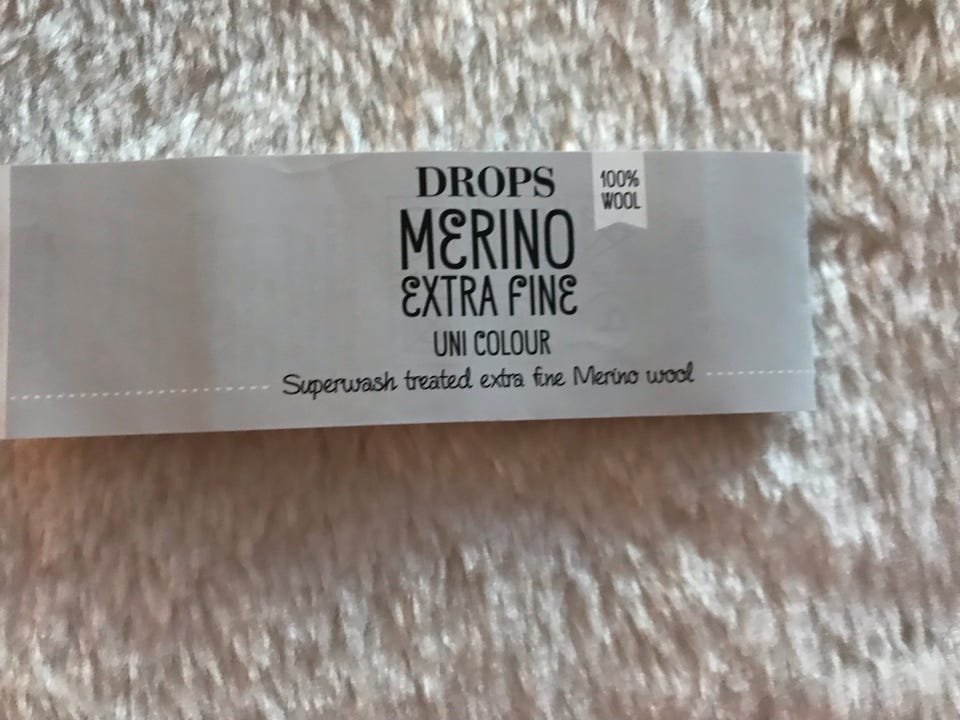 DROPS
100%
WOOL
MERINO
EXTRA FINE
UNI COLOUR
Superwash treated extra fine Merino wool